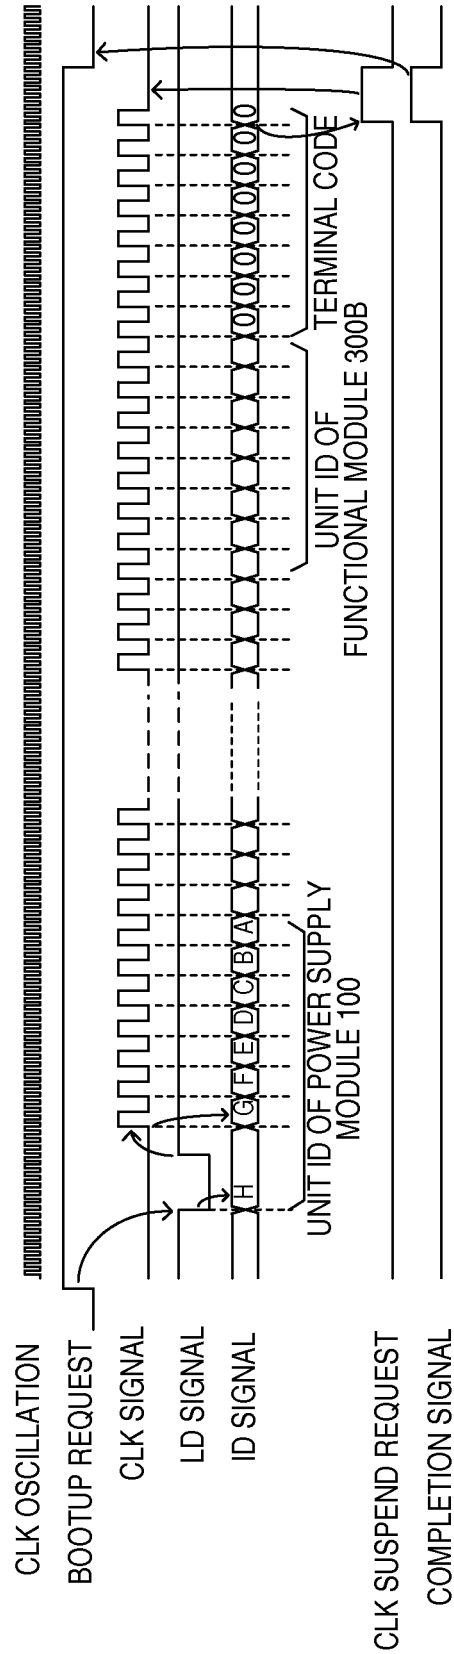 CLK OSCILLATION
BOOTUP REQUEST
CLK SIGNAL
LD SIGNAL
ID SIGNAL
H G F E D C B A
0 0 0 0 0 0 0 0
UNIT ID OF POWER SUPPLY
MODULE 100
UNIT ID OF
FUNCTIONAL MODULE 300B
TERMINAL CODE
CLK SUSPEND REQUEST
COMPLETION SIGNAL